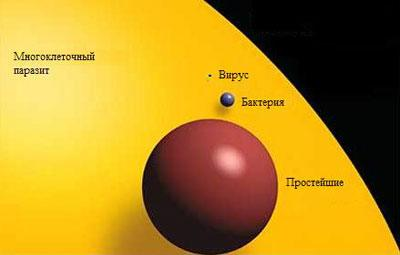 Многоклеточный
паразит
Вирус
Бактерия
Простейшие